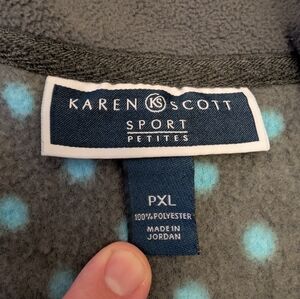 KAREN KS SCOTT
SPORT
PETITES
PXL
100% POLYESTER
MADE IN
JORDAN